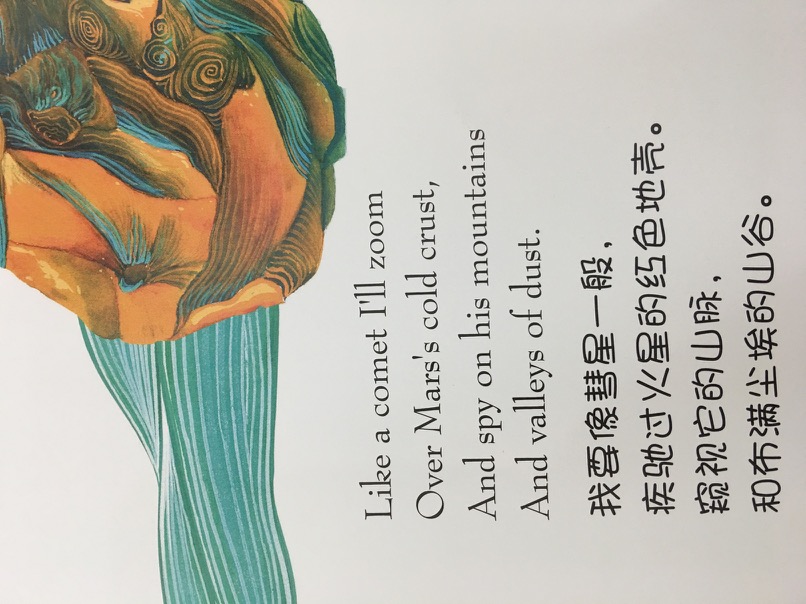 Like a comet I'll zoom
Over Mars's cold crust,
And spy on his mountains
And valleys of dust.
我要像彗星一般，
疾驰过火星的红色地壳。
窥视它的山脉，
和布满尘埃的山谷。